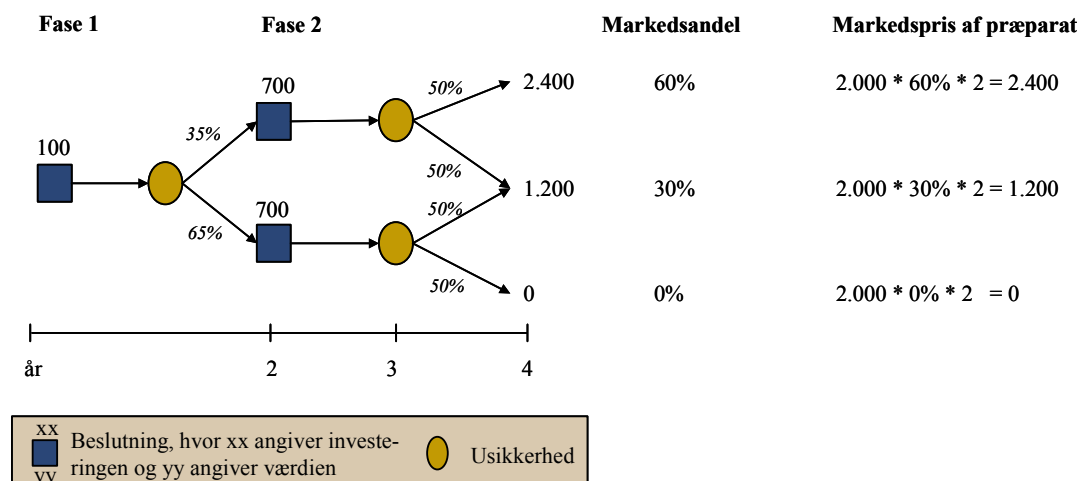 Fase 1 Fase 2 Markedsandel Markedspris af præparat
700 50% 2.400 60% 2.000 * 60% * 2 = 2.400
35%
100
50%
700 50% 1.200 30% 2.000 * 30% * 2 = 1.200
65%
50% 0 0% 2.000 * 0% * 2 = 0
år 2 3 4
xx
Beslutning, hvor xx angiver investe-
ringen og yy angiver værdien
yy
Usikkerhed